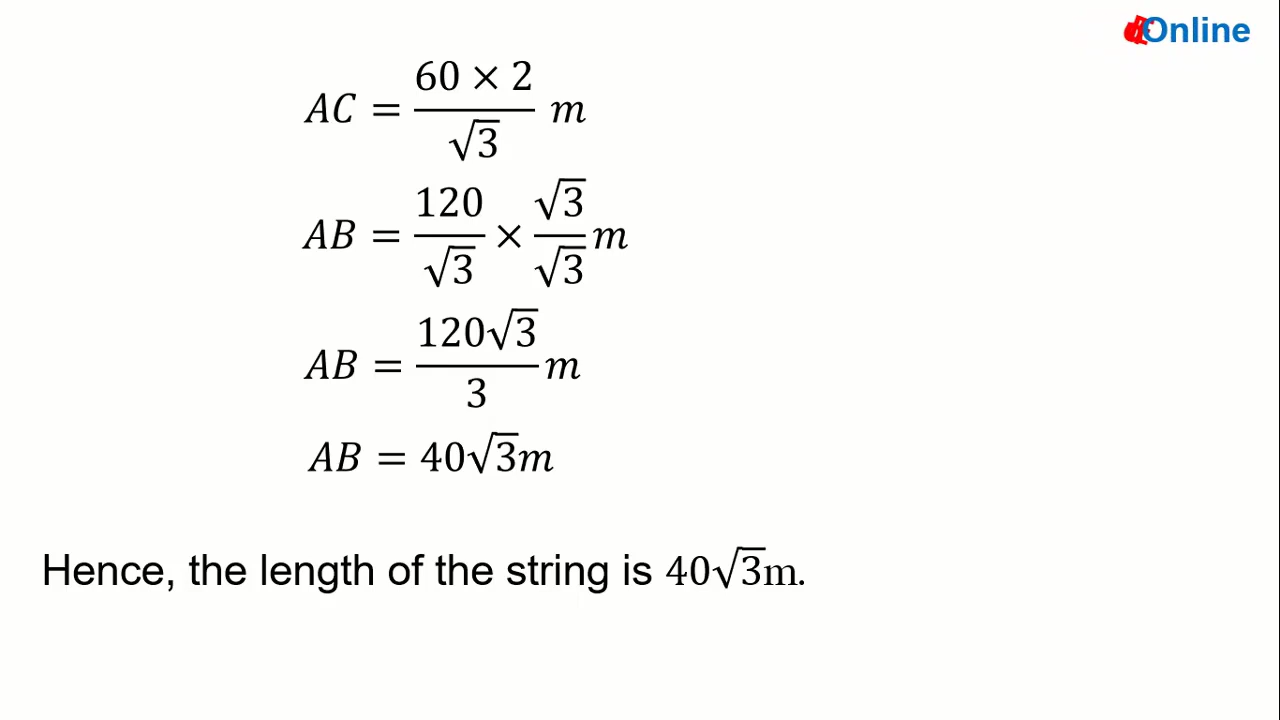 Online
AC = (60 × 2)/√3 m
AB = 120/√3 × √3/√3 m
AB = 120√3/3 m
AB = 40√3m
Hence, the length of the string is 40√3m.